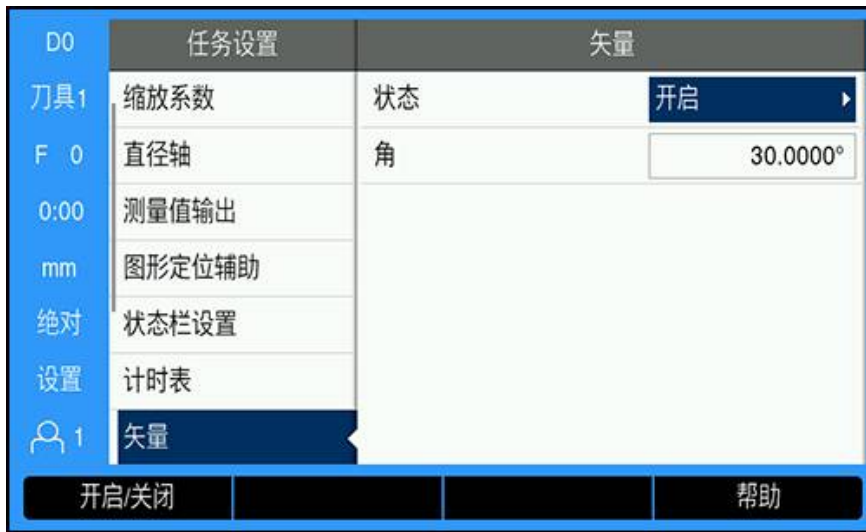 D0
任务设置
矢量
刀具1
缩放系数
状态
开启
F 0
直径轴
角
30.0000°
0:00
测量值输出
mm
图形定位辅助
绝对
状态栏设置
设置
计时表
1
矢量
开启/关闭
帮助